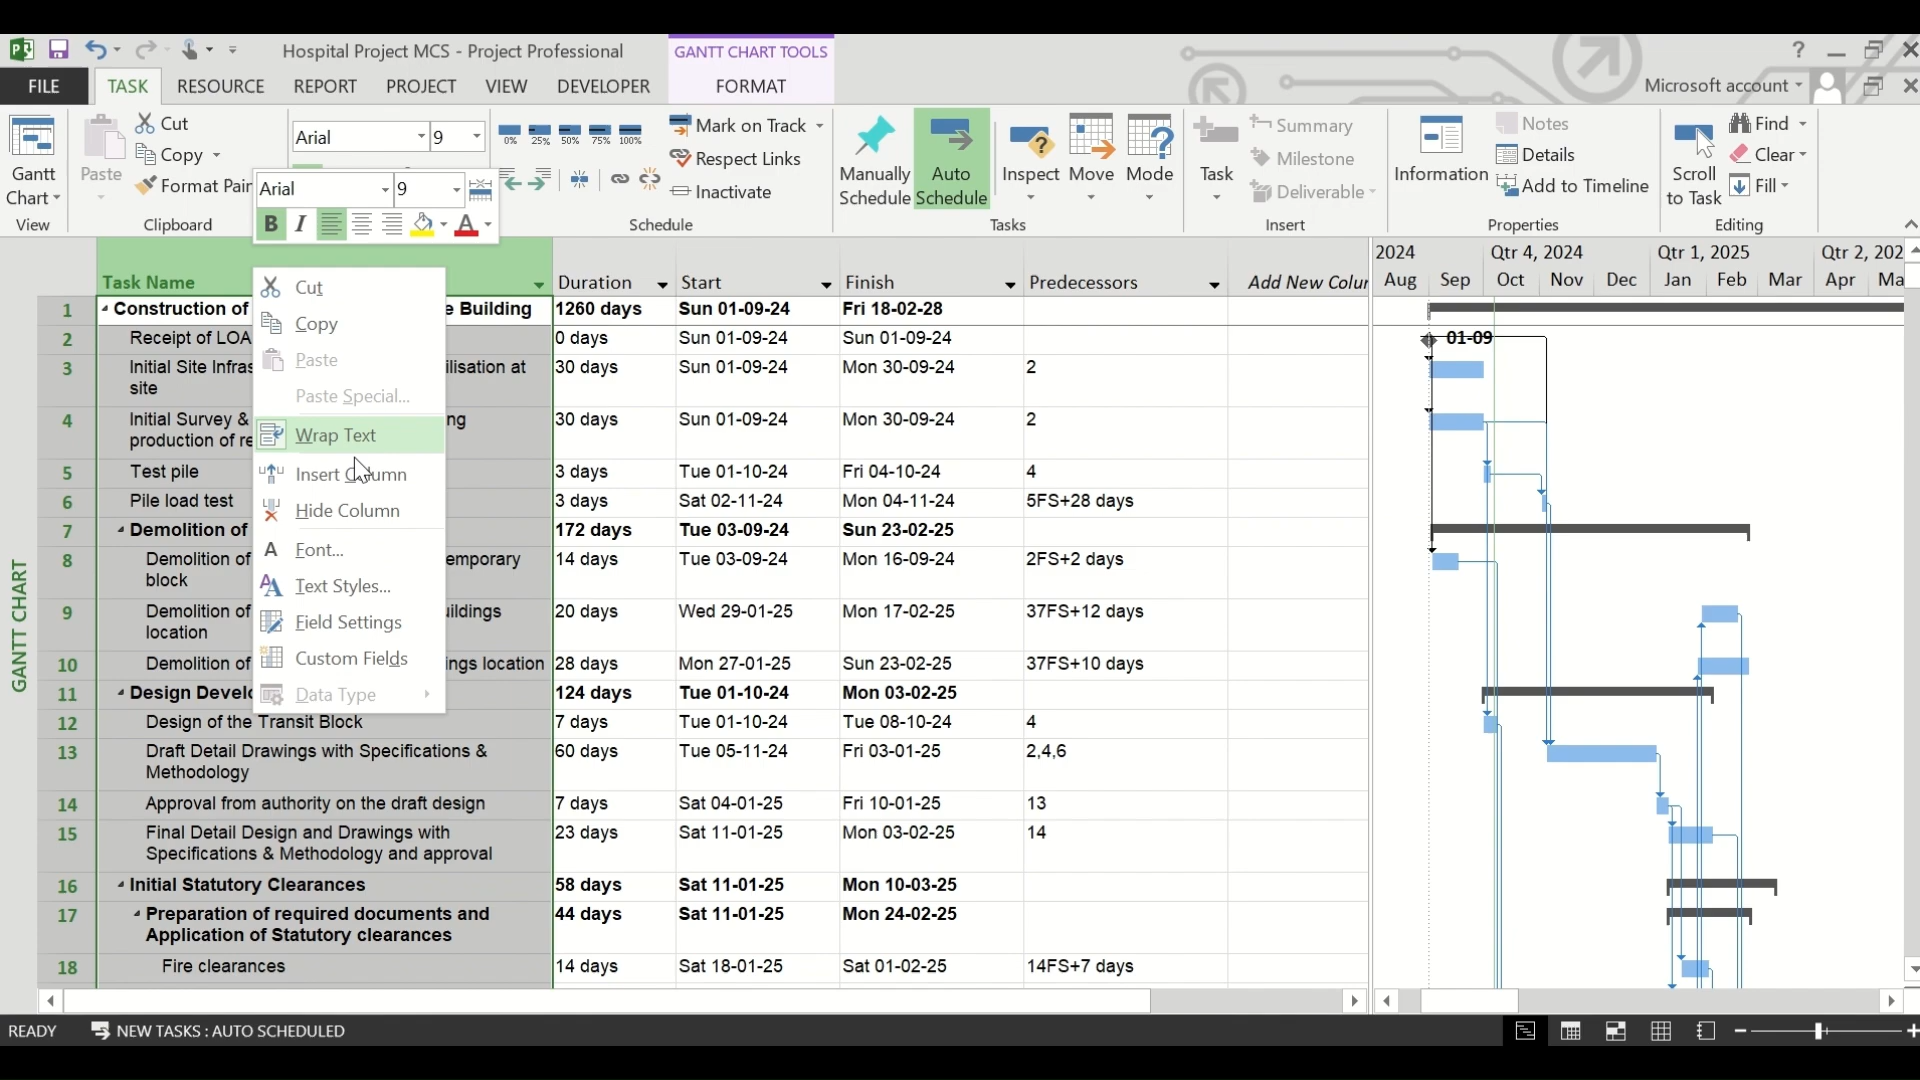 Hospital Project MCS - Project Professional
GANTT CHART TOOLS
?
FILE
TASK
RESOURCE
REPORT
PROJECT
VIEW
DEVELOPER
FORMAT
Microsoft account
Gantt
Chart
View
Paste
Cut
Copy
Format Pain
Clipboard
Arial
9
Arial
9
B I A
0%
25%
50%
75%
100%
Mark on Track
Respect Links
Inactivate
Schedule
Manually
Schedule
Auto
Schedule
Inspect
Move
Mode
Tasks
Task
Summary
Milestone
Deliverable
Insert
Information
Notes
Details
Add to Timeline
Properties
Scroll
to Task
Find
Clear
Fill
Editing
Task Name Duration Start Finish Predecessors Add New Colur
2024 Qtr 4, 2024 Qtr 1, 2025 Qtr 2, 202
Aug Sep Oct Nov Dec Jan Feb Mar Apr Ma
1 Construction of e Building 1260 days Sun 01-09-24 Fri 18-02-28
2 Receipt of LOA 0 days Sun 01-09-24 Sun 01-09-24
01-09
3 Initial Site Infras ilisation at 30 days Sun 01-09-24 Mon 30-09-24 2
site
4 Initial Survey & ng 30 days Sun 01-09-24 Mon 30-09-24 2
production of re
5 Test pile 3 days Tue 01-10-24 Fri 04-10-24 4
6 Pile load test 3 days Sat 02-11-24 Mon 04-11-24 5FS+28 days
7 Demolition of 172 days Tue 03-09-24 Sun 23-02-25
8 Demolition of emporary 14 days Tue 03-09-24 Mon 16-09-24 2FS+2 days
block
9 Demolition of uildings 20 days Wed 29-01-25 Mon 17-02-25 37FS+12 days
location
10 Demolition of ngs location 28 days Mon 27-01-25 Sun 23-02-25 37FS+10 days
11 Design Develo 124 days Tue 01-10-24 Mon 03-02-25
12 Design of the Transit Block 7 days Tue 01-10-24 Tue 08-10-24 4
13 Draft Detail Drawings with Specifications & 60 days Tue 05-11-24 Fri 03-01-25 2,4,6
Methodology
14 Approval from authority on the draft design 7 days Sat 04-01-25 Fri 10-01-25 13
15 Final Detail Design and Drawings with 23 days Sat 11-01-25 Mon 03-02-25 14
Specifications & Methodology and approval
16 Initial Statutory Clearances 58 days Sat 11-01-25 Mon 10-03-25
17 Preparation of required documents and 44 days Sat 11-01-25 Mon 24-02-25
Application of Statutory clearances
18 Fire clearances 14 days Sat 18-01-25 Sat 01-02-25 14FS+7 days
Cut
Copy
Paste
Paste Special...
Wrap Text
Insert Column
Hide Column
Font...
Text Styles...
Field Settings
Custom Fields
Data Type
GANTT CHART
READY
NEW TASKS : AUTO SCHEDULED